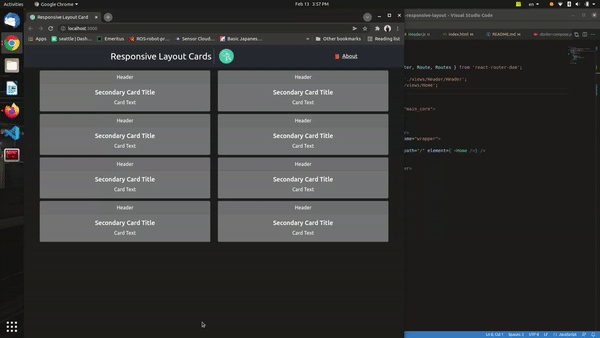 Activities
Google Chrome
Feb 13 3:57 PM
en
Responsive Layout Card
localhost:3000
Apps
seattle | Dash...
Emeritus
ROS-robot-pr...
Sensor Cloud...
Basic Japanes...
Other bookmarks
Reading list
Responsive Layout Cards
About
Header
Secondary Card Title
Card Text
Header
Secondary Card Title
Card Text
Header
Secondary Card Title
Card Text
Header
Secondary Card Title
Card Text
Header
Secondary Card Title
Card Text
Header
Secondary Card Title
Card Text
Header
Secondary Card Title
Card Text
Header
Secondary Card Title
Card Text
responsive-layout - Visual Studio Code
Header.js
index.html M
README.md M
docker-compose.y
ter, Route, Routes } from 'react-router-dom';
./views/Header/Header';
/views/Home';
"main_core">
me="wrapper">
path="/" element={ <Home />} />
er>
Ln 6, Col 1
Spaces: 2
UTF-8
LF
JavaScript